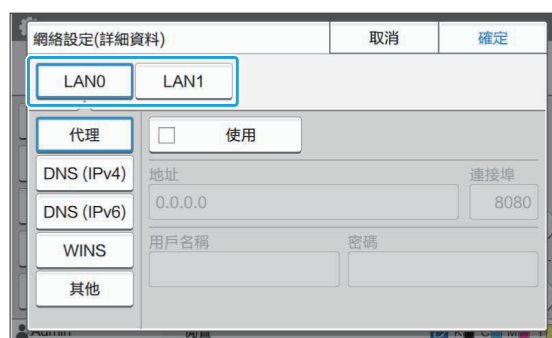 網絡設定(詳細資料) 取消 確定
LAN0 LAN1
代理 使用
DNS (IPv4) 地址 連接埠
DNS (IPv6) 0.0.0.0 8080
WINS 用戶名稱 密碼
其他
Admin